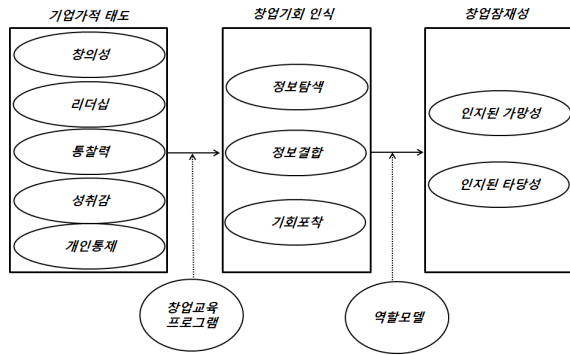 기업가적 태도
창업기회 인식
창업잠재성
창의성
리더십
통찰력
성취감
개인통제
정보탐색
정보결합
기회포착
인지된 가망성
인지된 타당성
창업교육
프로그램
역할모델